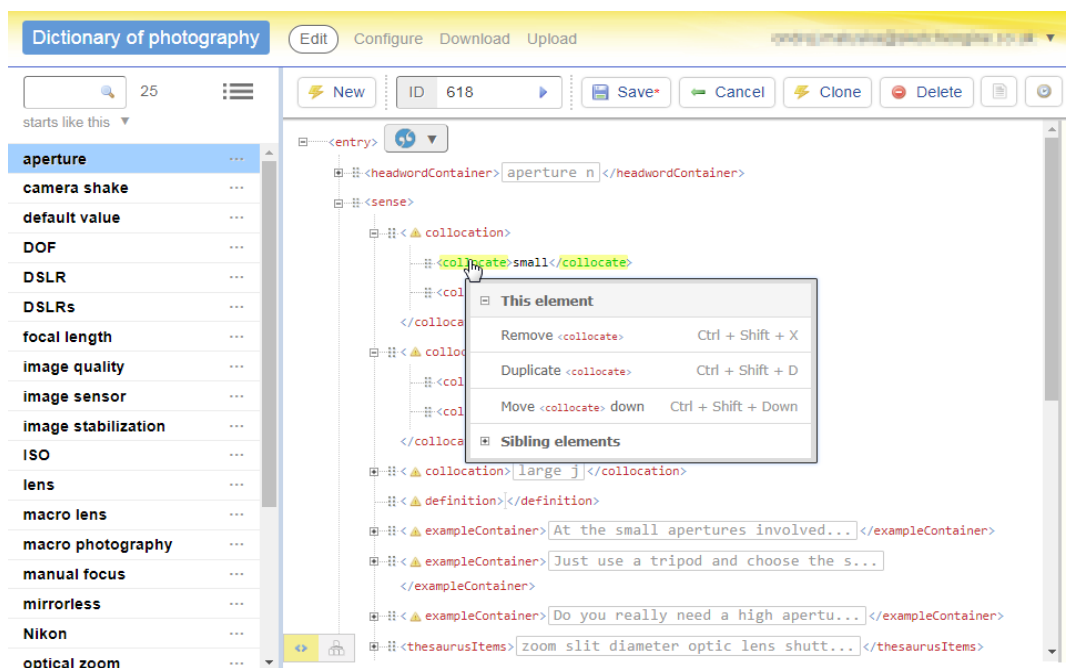 Dictionary of photography Edit Configure Download Upload
25
starts like this ▼
New ID 618 Save* Cancel Clone Delete
aperture ...
camera shake ...
default value ...
DOF ...
DSLR ...
DSLRs ...
focal length ...
image quality ...
image sensor ...
image stabilization ...
ISO ...
lens ...
macro lens ...
macro photography ...
manual focus ...
mirrorless ...
Nikon ...
optical zoom ...
<entry>
<headwordContainer> aperture n </headwordContainer>
<sense>
< collocation>
<collocate>small</collocate>
<col
</colloca
< colloc
<col
<col
</colloca
This element
Remove <collocate> Ctrl + Shift + X
Duplicate <collocate> Ctrl + Shift + D
Move <collocate> down Ctrl + Shift + Down
Sibling elements
< collocation> large j </collocation>
< definition></definition>
< exampleContainer> At the small apertures involved... </exampleContainer>
< exampleContainer> Just use a tripod and choose the s...
</exampleContainer>
< exampleContainer> Do you really need a high apertu... </exampleContainer>
<thesaurusItems> zoom slit diameter optic lens shutt... </thesaurusItems>